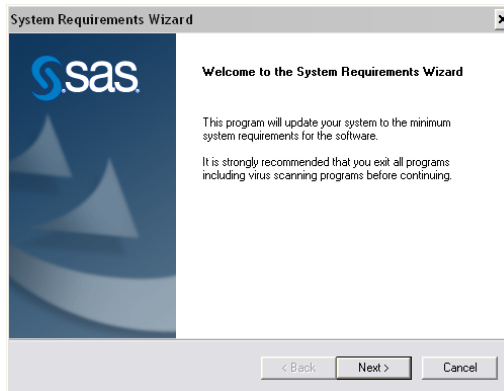 System Requirements Wizard
sas.
Welcome to the System Requirements Wizard
This program will update your system to the minimum
system requirements for the software.
It is strongly recommended that you exit all programs
including virus scanning programs before continuing.
< Back Next > Cancel